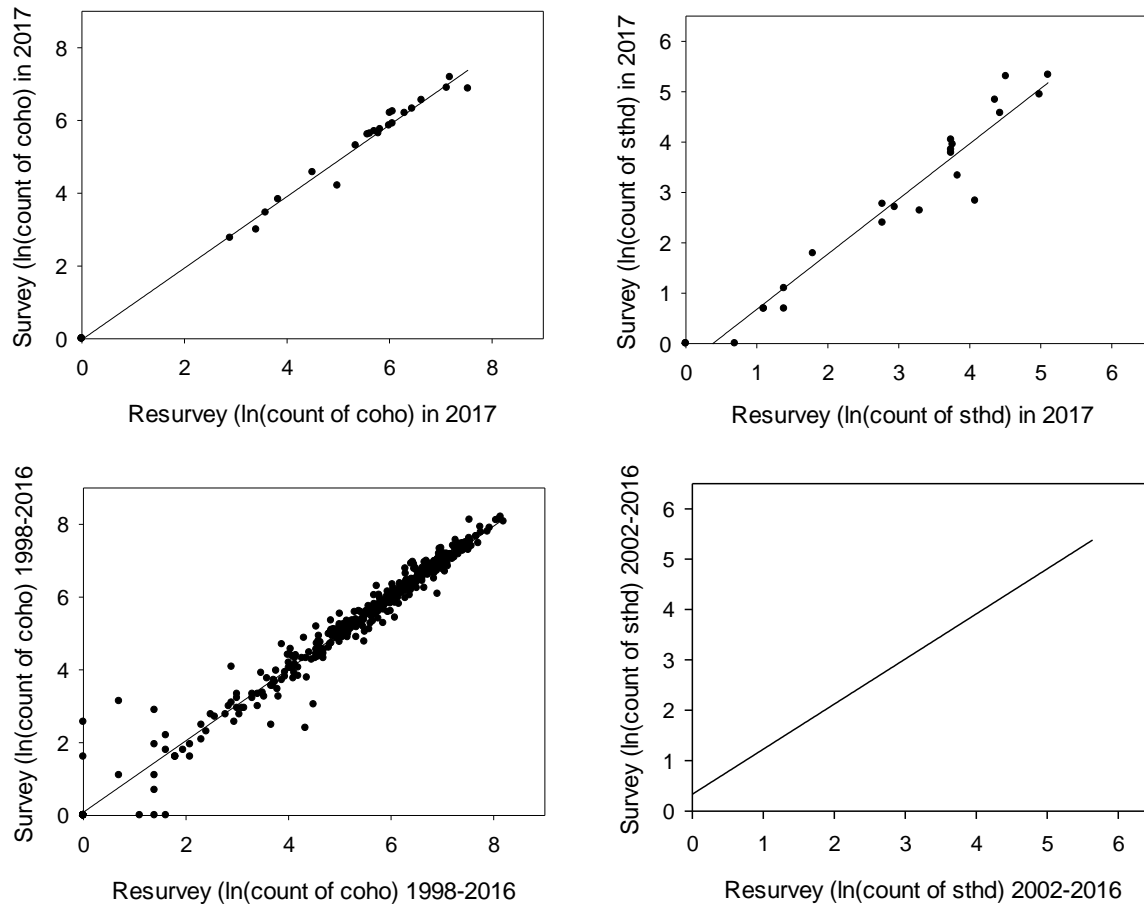 Survey (ln(count of coho) in 2017
8
6
4
2
0
0 2 4 6 8
Resurvey (ln(count of coho) in 2017
Survey (ln(count of sthd) in 2017
6
5
4
3
2
1
0
0 1 2 3 4 5 6
Resurvey (ln(count of sthd) in 2017
Survey (ln(count of coho) 1998-2016
8
6
4
2
0
0 2 4 6 8
Resurvey (ln(count of coho) 1998-2016
Survey (ln(count of sthd) 2002-2016
6
5
4
3
2
1
0
0 1 2 3 4 5 6
Resurvey (ln(count of sthd) 2002-2016